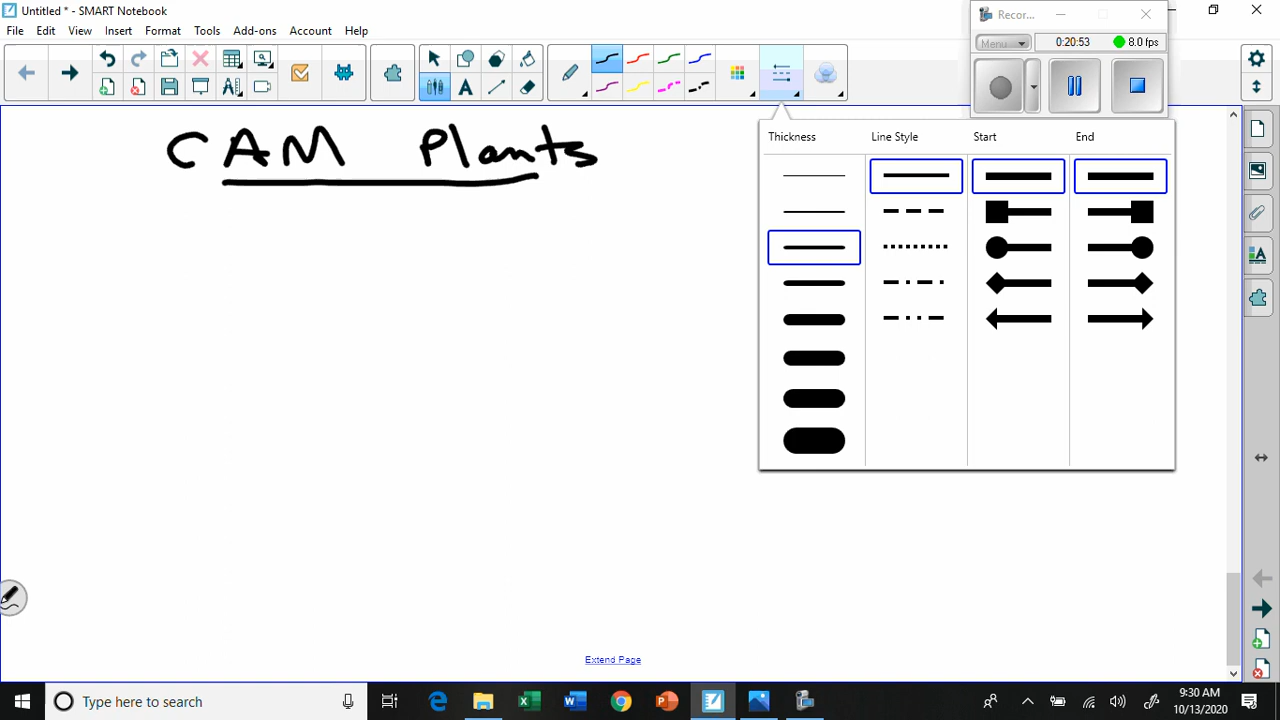 Untitled * - SMART Notebook
Recor...
File Edit View Insert Format Tools Add-ons Account Help
Menu 0:20:53 8.0 fps
Thickness Line Style Start End
CAM Plants
Extend Page
Type here to search
9:30 AM
10/13/2020